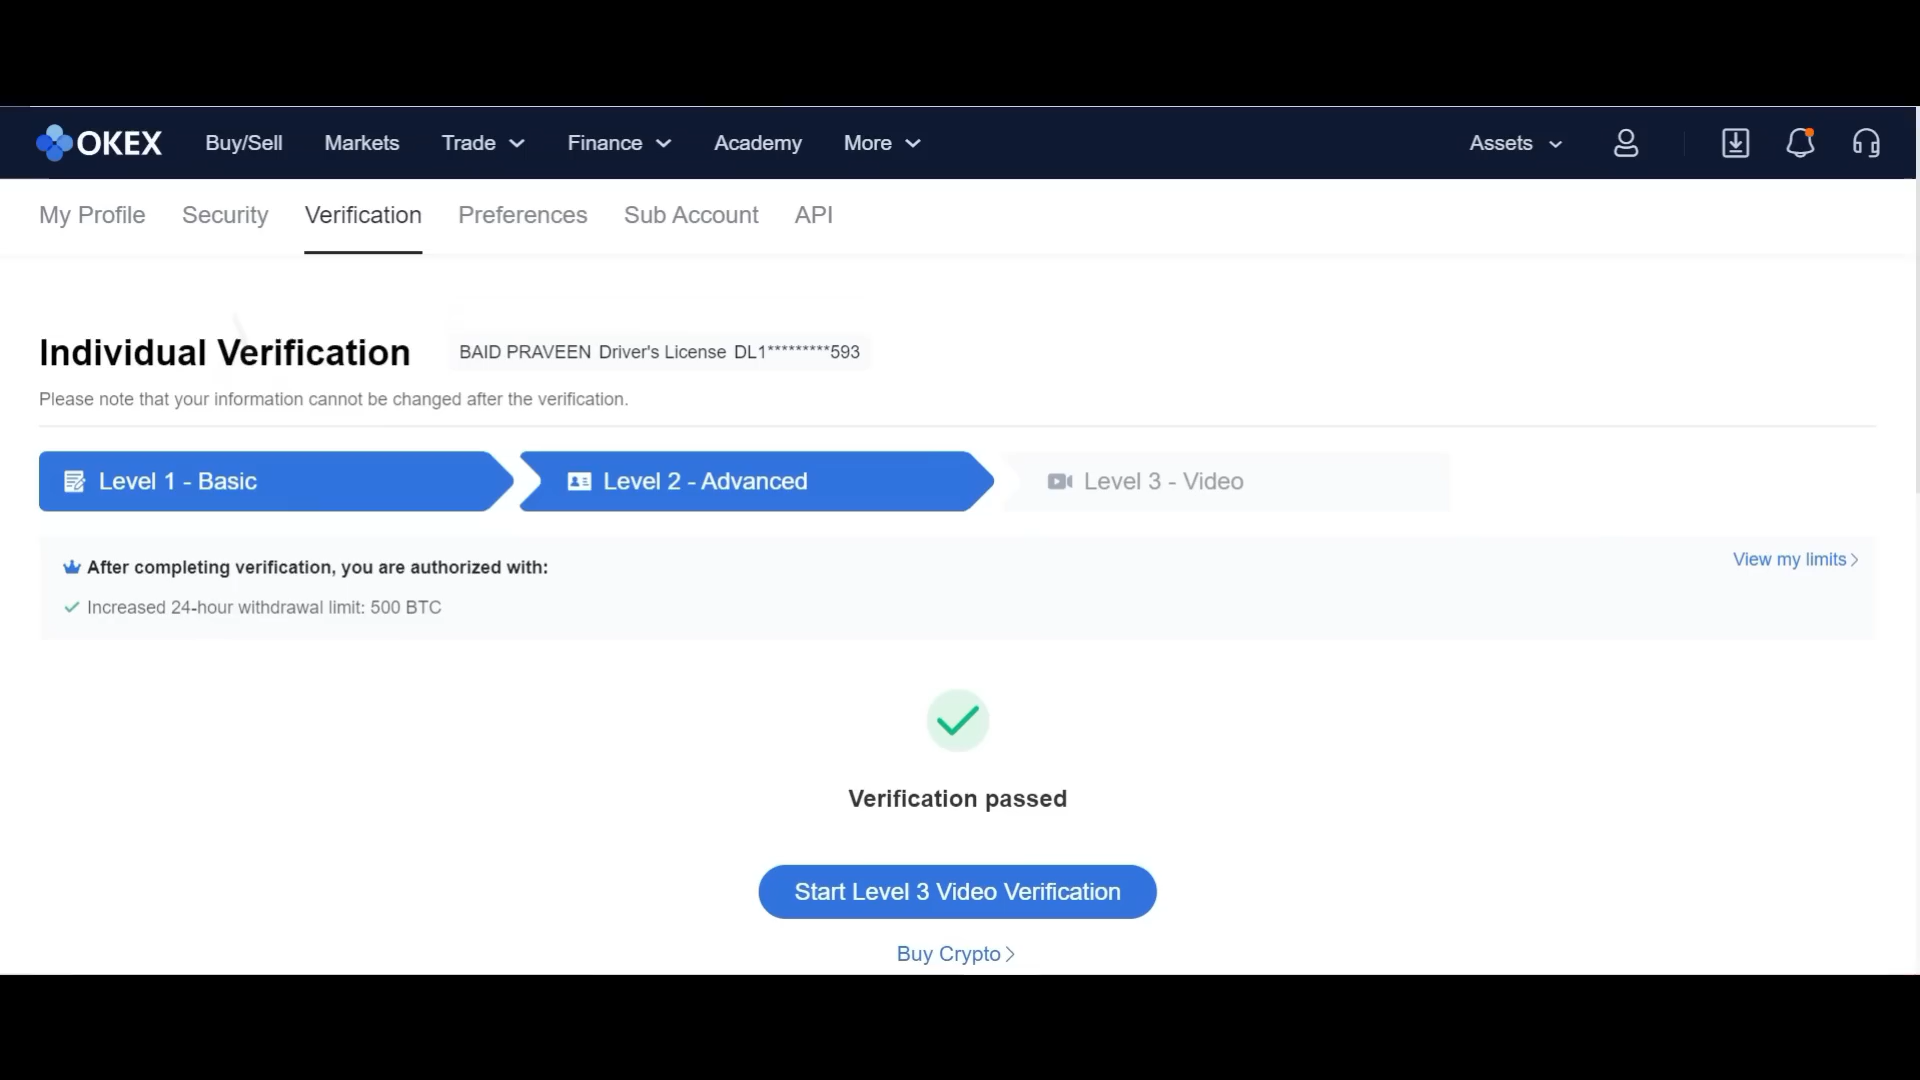 OKEX Buy/Sell Markets Trade Finance Academy More Assets
My Profile Security Verification Preferences Sub Account API
Individual Verification BAID PRAVEEN Driver's License DL1*********593
Please note that your information cannot be changed after the verification.
Level 1 - Basic Level 2 - Advanced Level 3 - Video
After completing verification, you are authorized with: View my limits
Increased 24-hour withdrawal limit: 500 BTC
Verification passed
Start Level 3 Video Verification
Buy Crypto